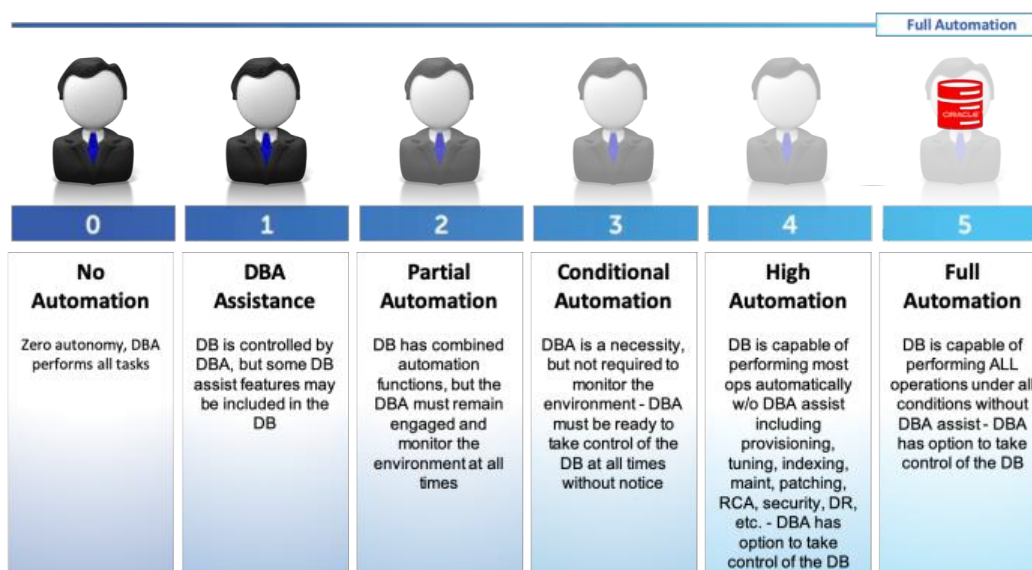 Full Automation
ORACLE
0
1
2
3
4
5
No
Automation
Zero autonomy, DBA
performs all tasks
DBA
Assistance
DB is controlled by
DBA, but some DB
assist features may
be included in the
DB
Partial
Automation
DB has combined
automation
functions, but the
DBA must remain
engaged and
monitor the
environment at all
times
Conditional
Automation
DBA is a necessity,
but not required to
monitor the
environment - DBA
must be ready to
take control of the
DB at all times
without notice
High
Automation
DB is capable of
performing most
ops automatically
w/o DBA assist
including
provisioning,
tuning, indexing,
maint, patching,
RCA, security, DR,
etc. - DBA has
option to take
control of the DB
Full
Automation
DB is capable of
performing ALL
operations under all
conditions without
DBA assist - DBA
has option to take
control of the DB